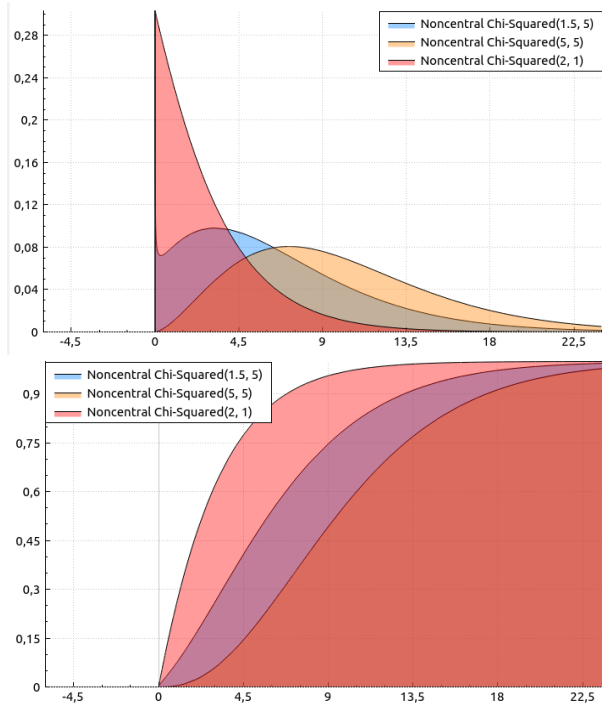 0,28
0,24
0,2
0,16
0,12
0,08
0,04
0
Noncentral Chi-Squared(1.5, 5)
Noncentral Chi-Squared(5, 5)
Noncentral Chi-Squared(2, 1)
-4,5 0 4,5 9 13,5 18 22,5
Noncentral Chi-Squared(1.5, 5)
Noncentral Chi-Squared(5, 5)
Noncentral Chi-Squared(2, 1)
0,9
0,75
0,6
0,45
0,3
0,15
0
-4,5 0 4,5 9 13,5 18 22,5